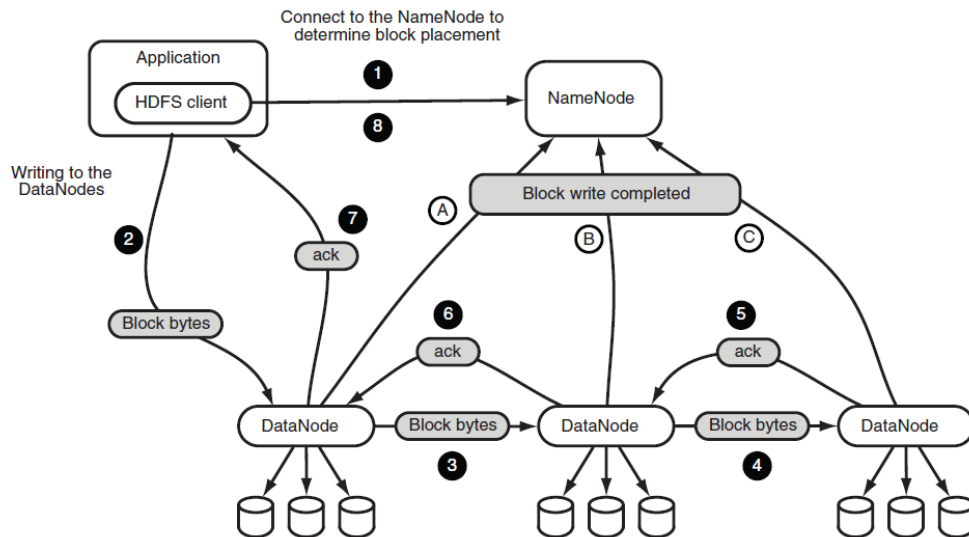 Connect to the NameNode to
determine block placement
Application
HDFS client
1
8
NameNode
Writing to the
DataNodes
2
7
A
Block write completed
B
C
ack
Block bytes
6
5
ack
ack
DataNode
Block bytes
DataNode
Block bytes
DataNode
3
4